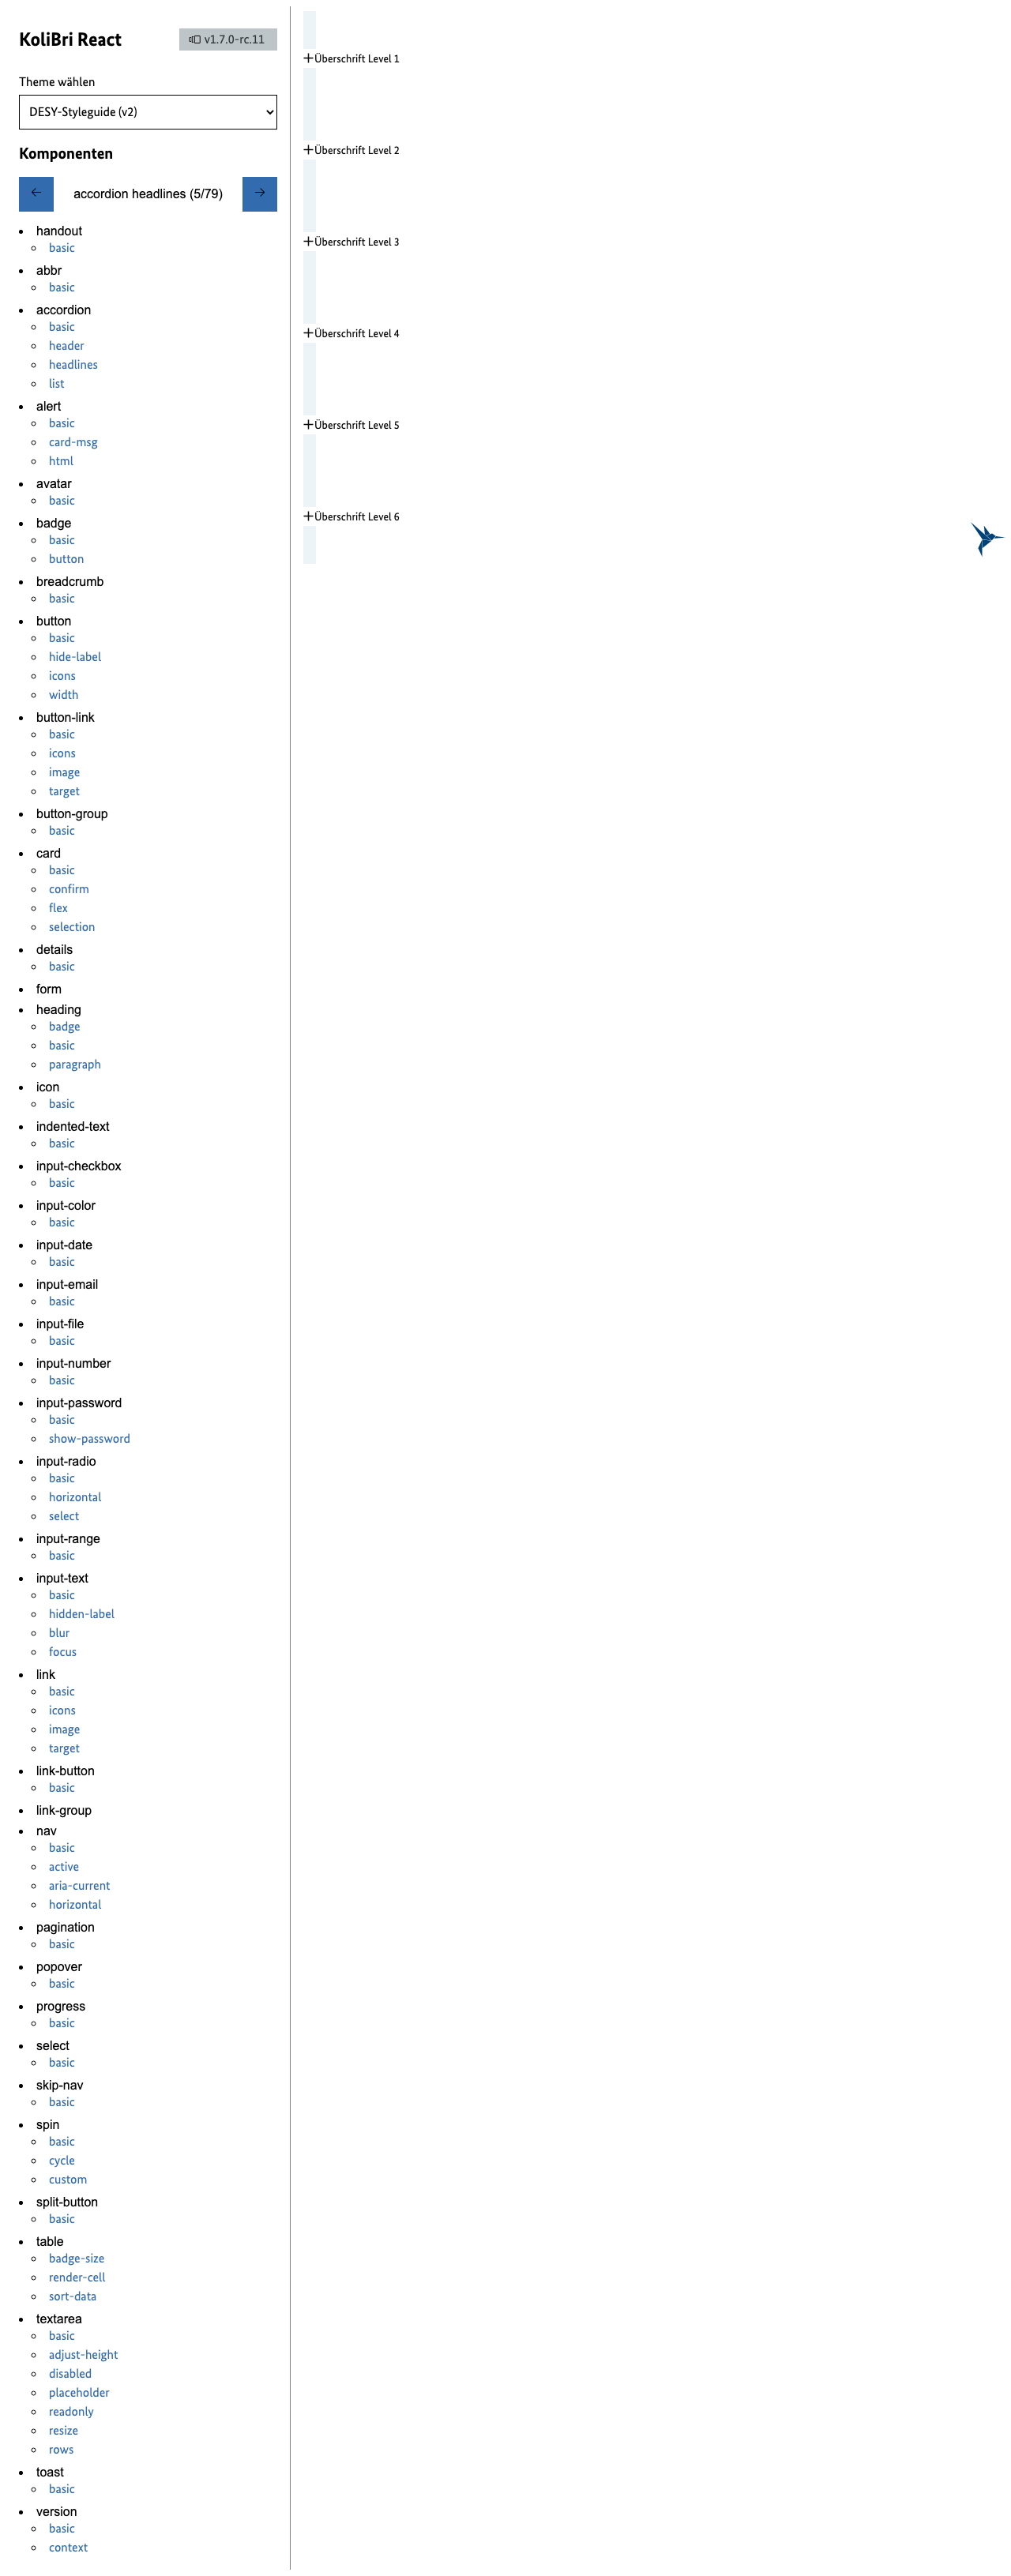 KoliBri React
v1.7.0-rc.11
Theme wählen
DESY-Styleguide (v2)
Komponenten
accordion headlines (5/79)
handout
basic
abbr
basic
accordion
basic
header
headlines
list
alert
basic
card-msg
html
avatar
basic
badge
basic
button
breadcrumb
basic
button
basic
hide-label
icons
width
button-link
basic
icons
image
target
button-group
basic
card
basic
confirm
flex
selection
details
basic
form
heading
badge
basic
paragraph
icon
basic
indented-text
basic
input-checkbox
basic
input-color
basic
input-date
basic
input-email
basic
input-file
basic
input-number
basic
input-password
basic
show-password
input-radio
basic
horizontal
select
input-range
basic
input-text
basic
hidden-label
blur
focus
link
basic
icons
image
target
link-button
basic
link-group
nav
basic
active
aria-current
horizontal
pagination
basic
popover
basic
progress
basic
select
basic
skip-nav
basic
spin
basic
cycle
custom
split-button
basic
table
badge-size
render-cell
sort-data
textarea
basic
adjust-height
disabled
placeholder
readonly
resize
rows
toast
basic
version
basic
context
Überschrift Level 1
Überschrift Level 2
Überschrift Level 3
Überschrift Level 4
Überschrift Level 5
Überschrift Level 6